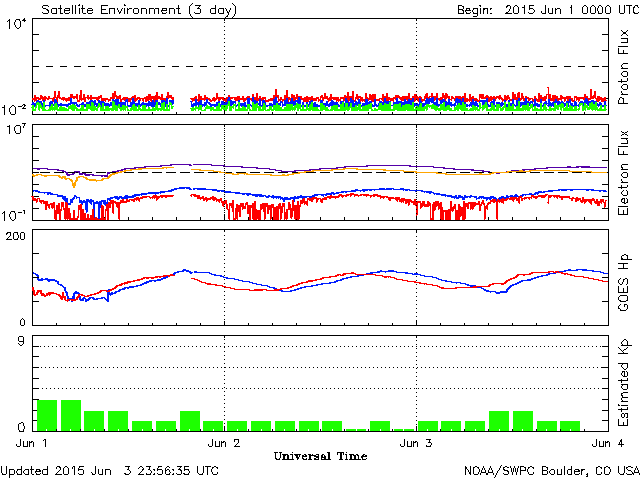 Satellite Environment (3 day) Begin: 2015 Jun 1 0000 UTC
10^4
10^-2
Proton Flux
10^7
10^-1
Electron Flux
200
0
GOES Hp
9
0
Estimated Kp
Jun 1 Jun 2 Jun 3 Jun 4
Universal Time
Updated 2015 Jun 3 23:56:35 UTC NOAA/SWPC Boulder, CO USA